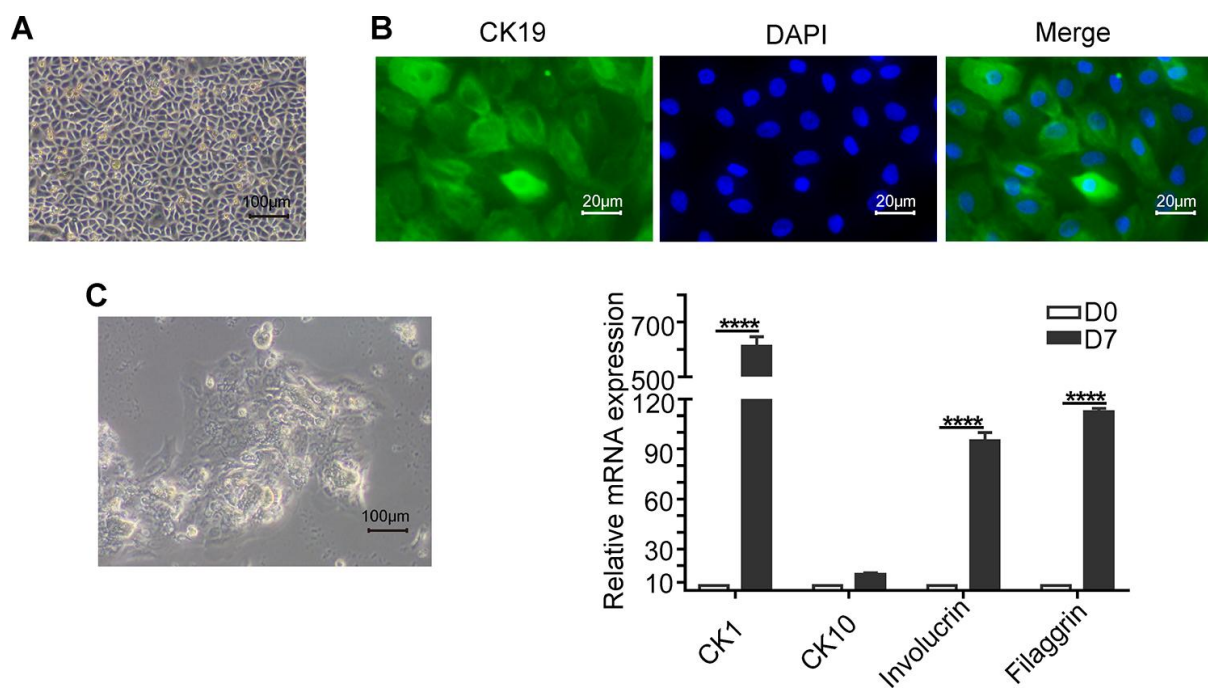 A
B
CK19
DAPI
Merge
100μm
20μm
20μm
20μm
C
100μm
Relative mRNA expression
700
500
120
90
60
30
10
****
****
****
D0
D7
CK1
CK10
Involucrin
Filaggrin